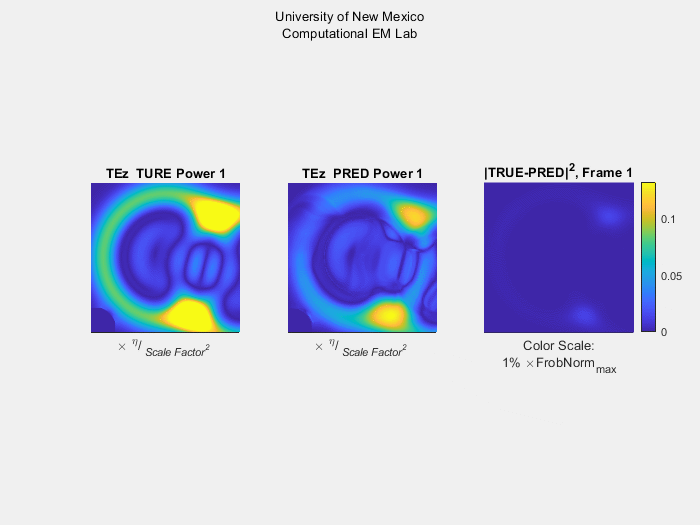 University of New Mexico
Computational EM Lab
TEz TURE Power 1
TEz PRED Power 1
|TRUE-PRED|², Frame 1
0.1
0.05
0
× η/ Scale Factor²
× η/ Scale Factor²
Color Scale:
1% ×FrobNormmax